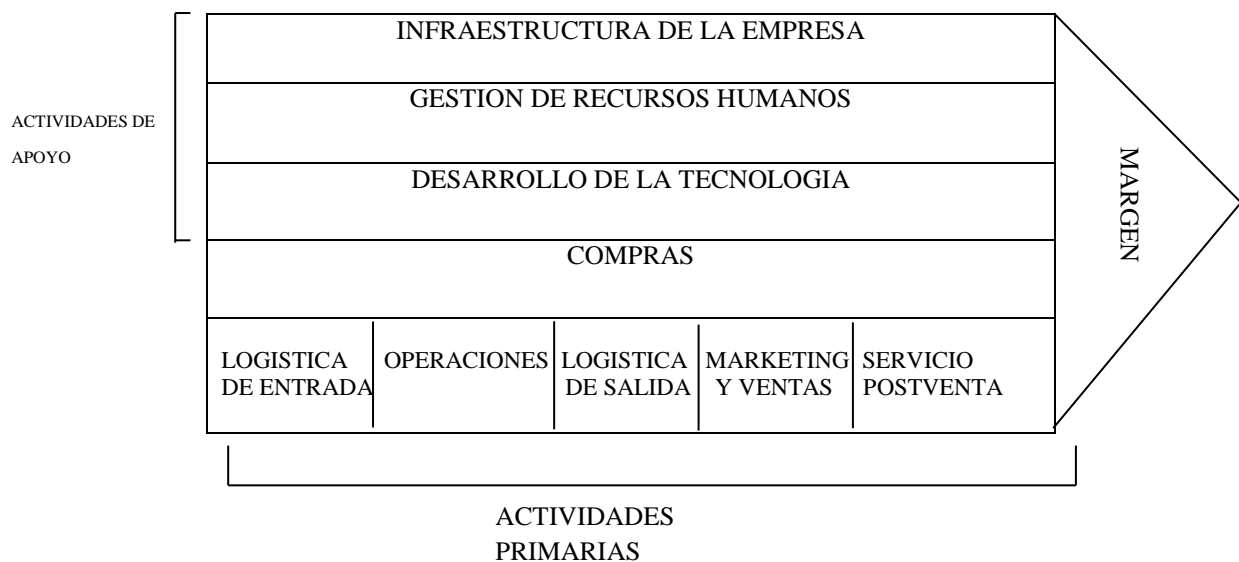 INFRAESTRUCTURA DE LA EMPRESA
GESTION DE RECURSOS HUMANOS
ACTIVIDADES DE
APOYO
DESARROLLO DE LA TECNOLOGIA
COMPRAS
MARGEN
LOGISTICA
DE ENTRADA
OPERACIONES
LOGISTICA
DE SALIDA
MARKETING
Y VENTAS
SERVICIO
POSTVENTA
ACTIVIDADES
PRIMARIAS